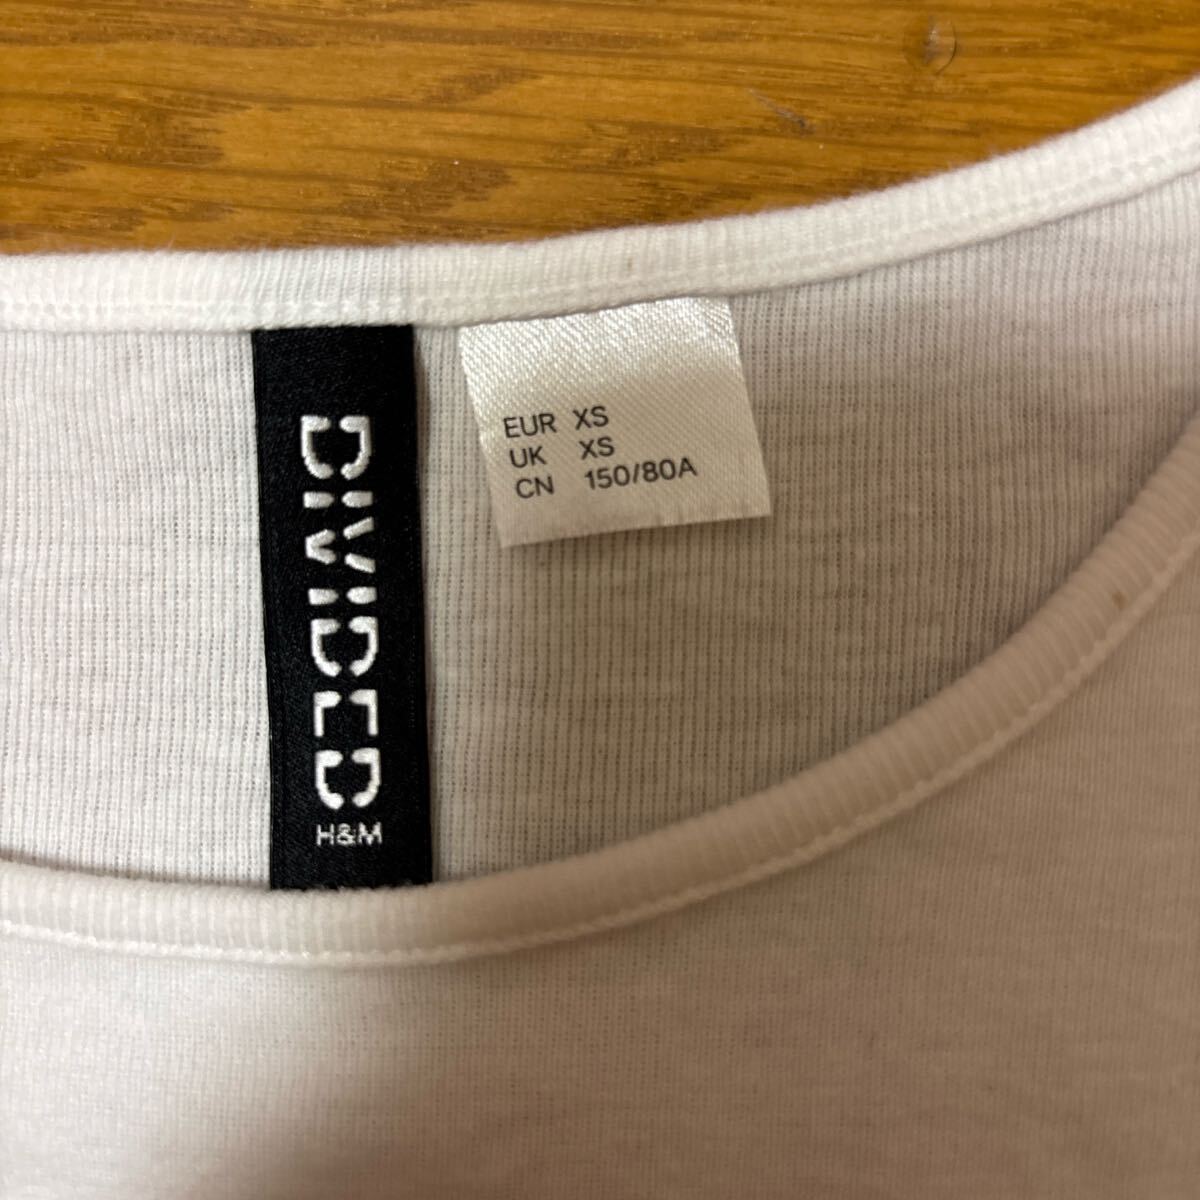 DIVIDED
H&M
EUR XS
UK XS
CN 150/80A